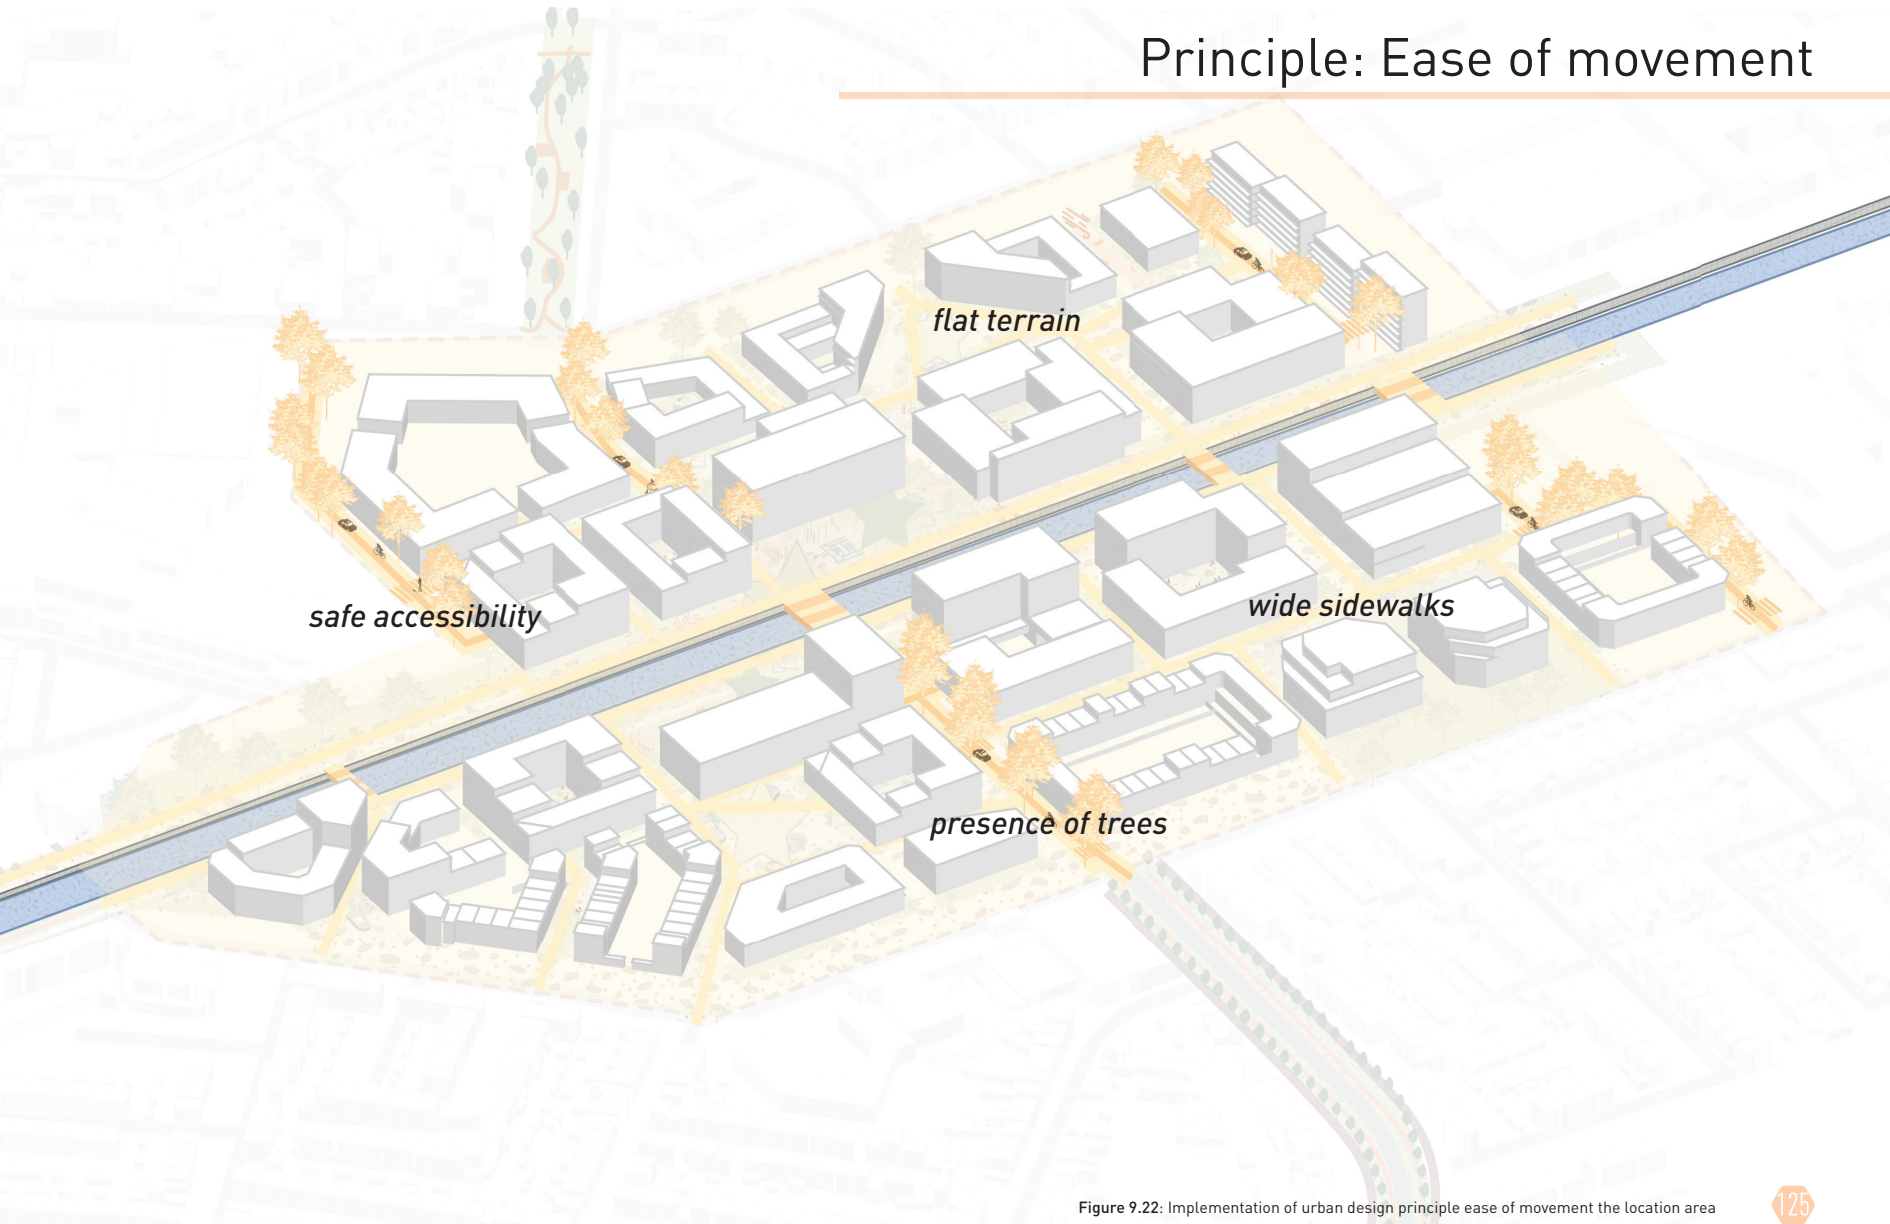 Principle: Ease of movement
flat terrain
safe accessibility
wide sidewalks
presence of trees
Figure 9.22: Implementation of urban design principle ease of movement the location area
125